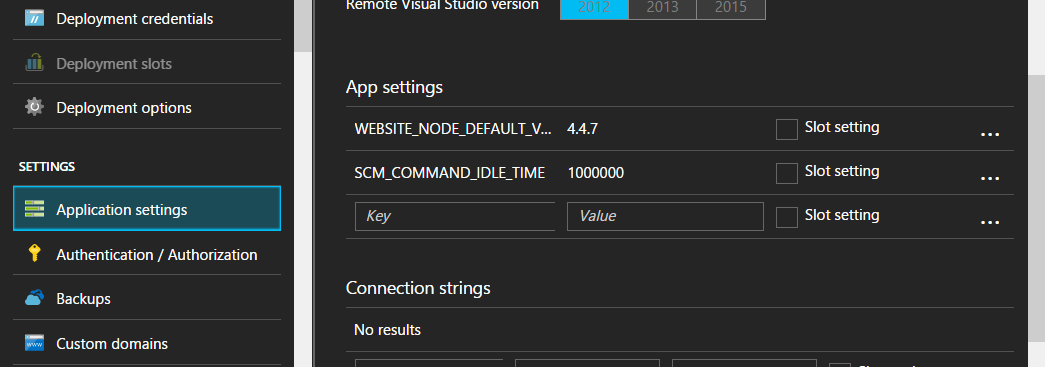 Deployment credentials
Deployment slots
Deployment options
SETTINGS
Application settings
Authentication / Authorization
Backups
www
Custom domains
Remote Visual Studio version 2012 2013 2015
App settings
WEBSITE_NODE_DEFAULT_V... 4.4.7 Slot setting ...
SCM_COMMAND_IDLE_TIME 1000000 Slot setting ...
Key Value Slot setting ...
Connection strings
No results